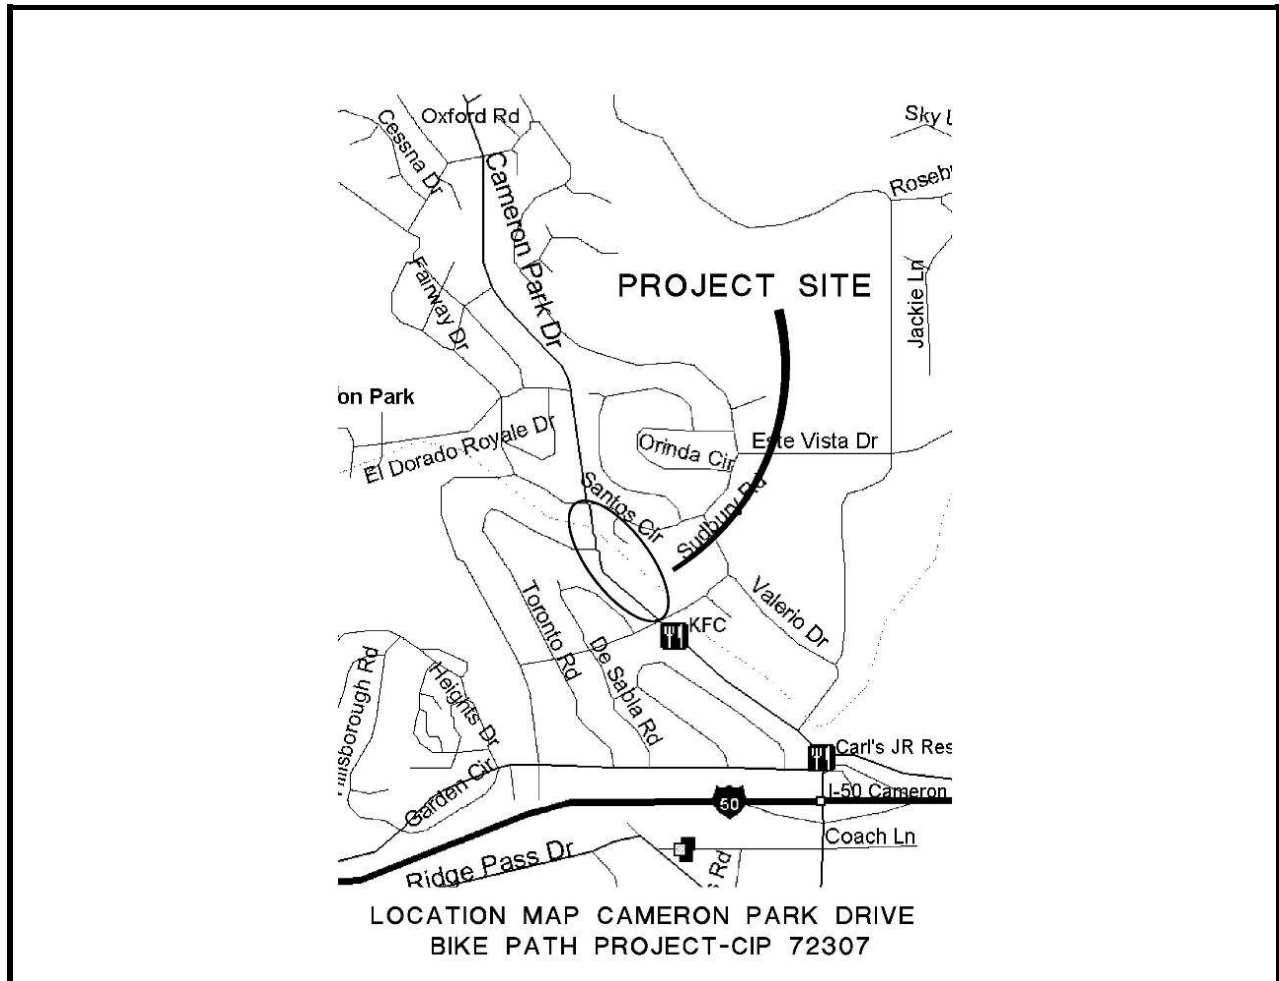 Oxford Rd
Sky
Cessna Dr
Cameron Park Dr
PROJECT SITE
Jackie Ln
Fairway Dr
on Park
El Dorado Royale Dr
Orinda Cir
Este Vista Dr
Santos Cir
Sudbury Rd
Valerio Dr
Toronto Rd
KFC
De Sabla Rd
Heights Dr
Carl's JR Res
Garden Cir
I-50 Cameron
50
Coach Ln
Ridge Pass Dr
s Rd
LOCATION MAP CAMERON PARK DRIVE
BIKE PATH PROJECT-CIP 72307